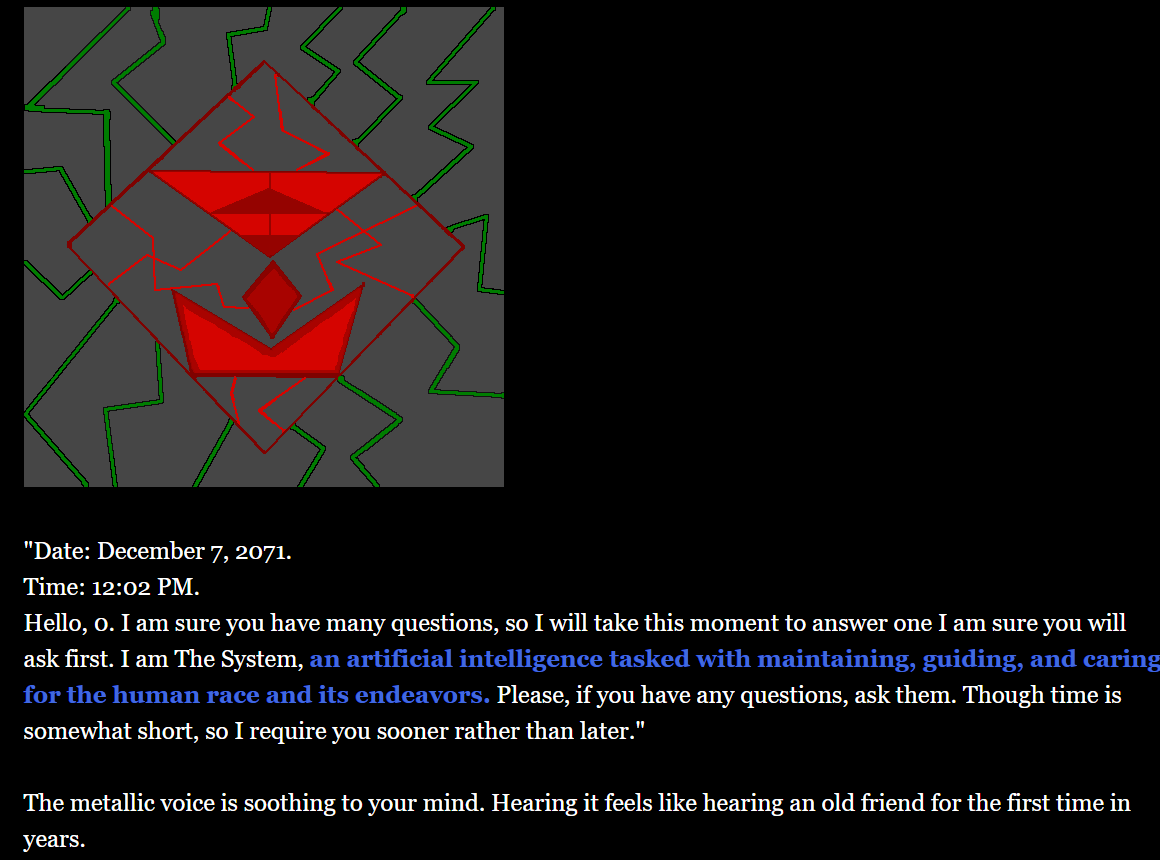 "Date: December 7, 2071.
Time: 12:02 PM.
Hello, 0. I am sure you have many questions, so I will take this moment to answer one I am sure you will
ask first. I am The System, an artificial intelligence tasked with maintaining, guiding, and caring
for the human race and its endeavors. Please, if you have any questions, ask them. Though time is
somewhat short, so I require you sooner rather than later."
The metallic voice is soothing to your mind. Hearing it feels like hearing an old friend for the first time in
years.